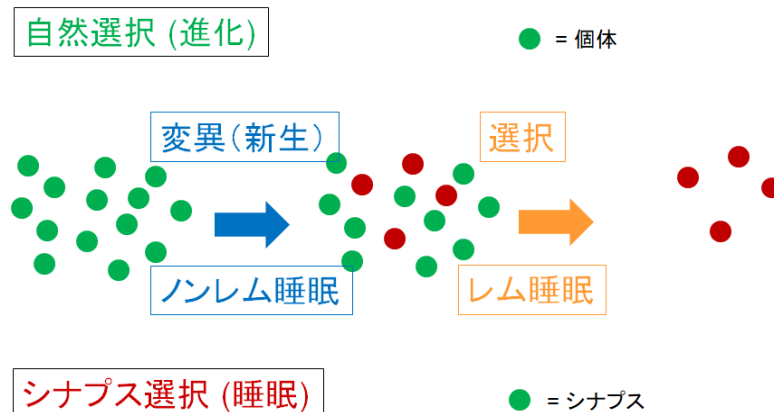 自然選択 (進化)
= 個体
変異(新生)
選択
ノンレム睡眠
レム睡眠
シナプス選択 (睡眠)
= シナプス